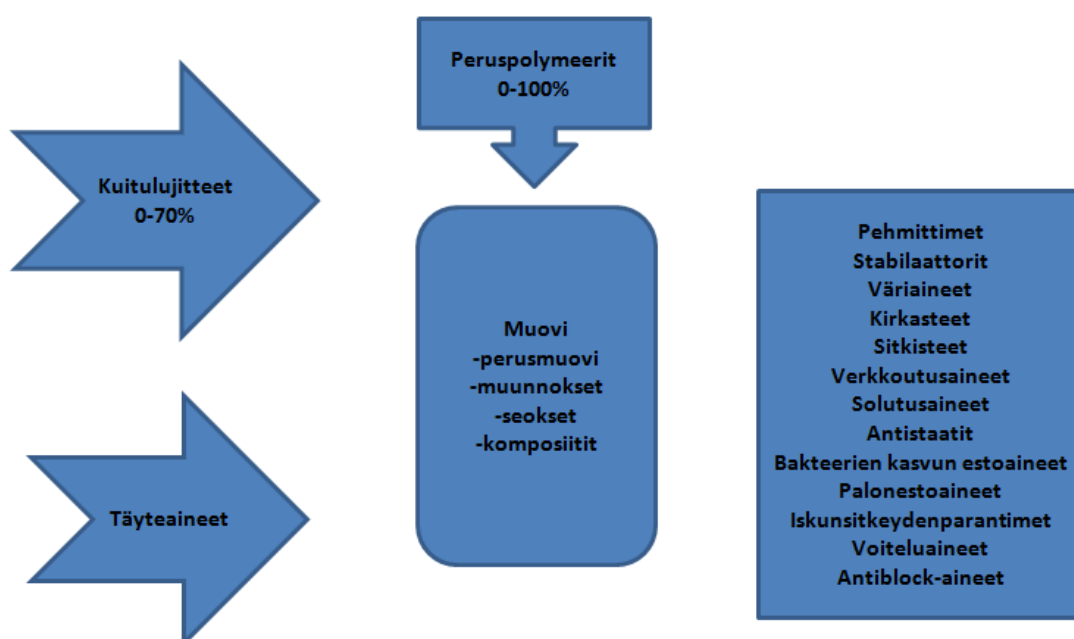 Peruspolymeerit
0-100%
Kuitulujitteet
0-70%
Täyteaineet
Muovi
-perusmuovi
-muunnokset
-seokset
-komposiitit
Pehmittimet
Stabilaattorit
Väriaineet
Kirkasteet
Sitkisteet
Verkkoutusaineet
Solutusaineet
Antistaatit
Bakteerien kasvun estoaineet
Palonestoaineet
Iskunsitkeydenparantimet
Voiteluaineet
Antiblock-aineet